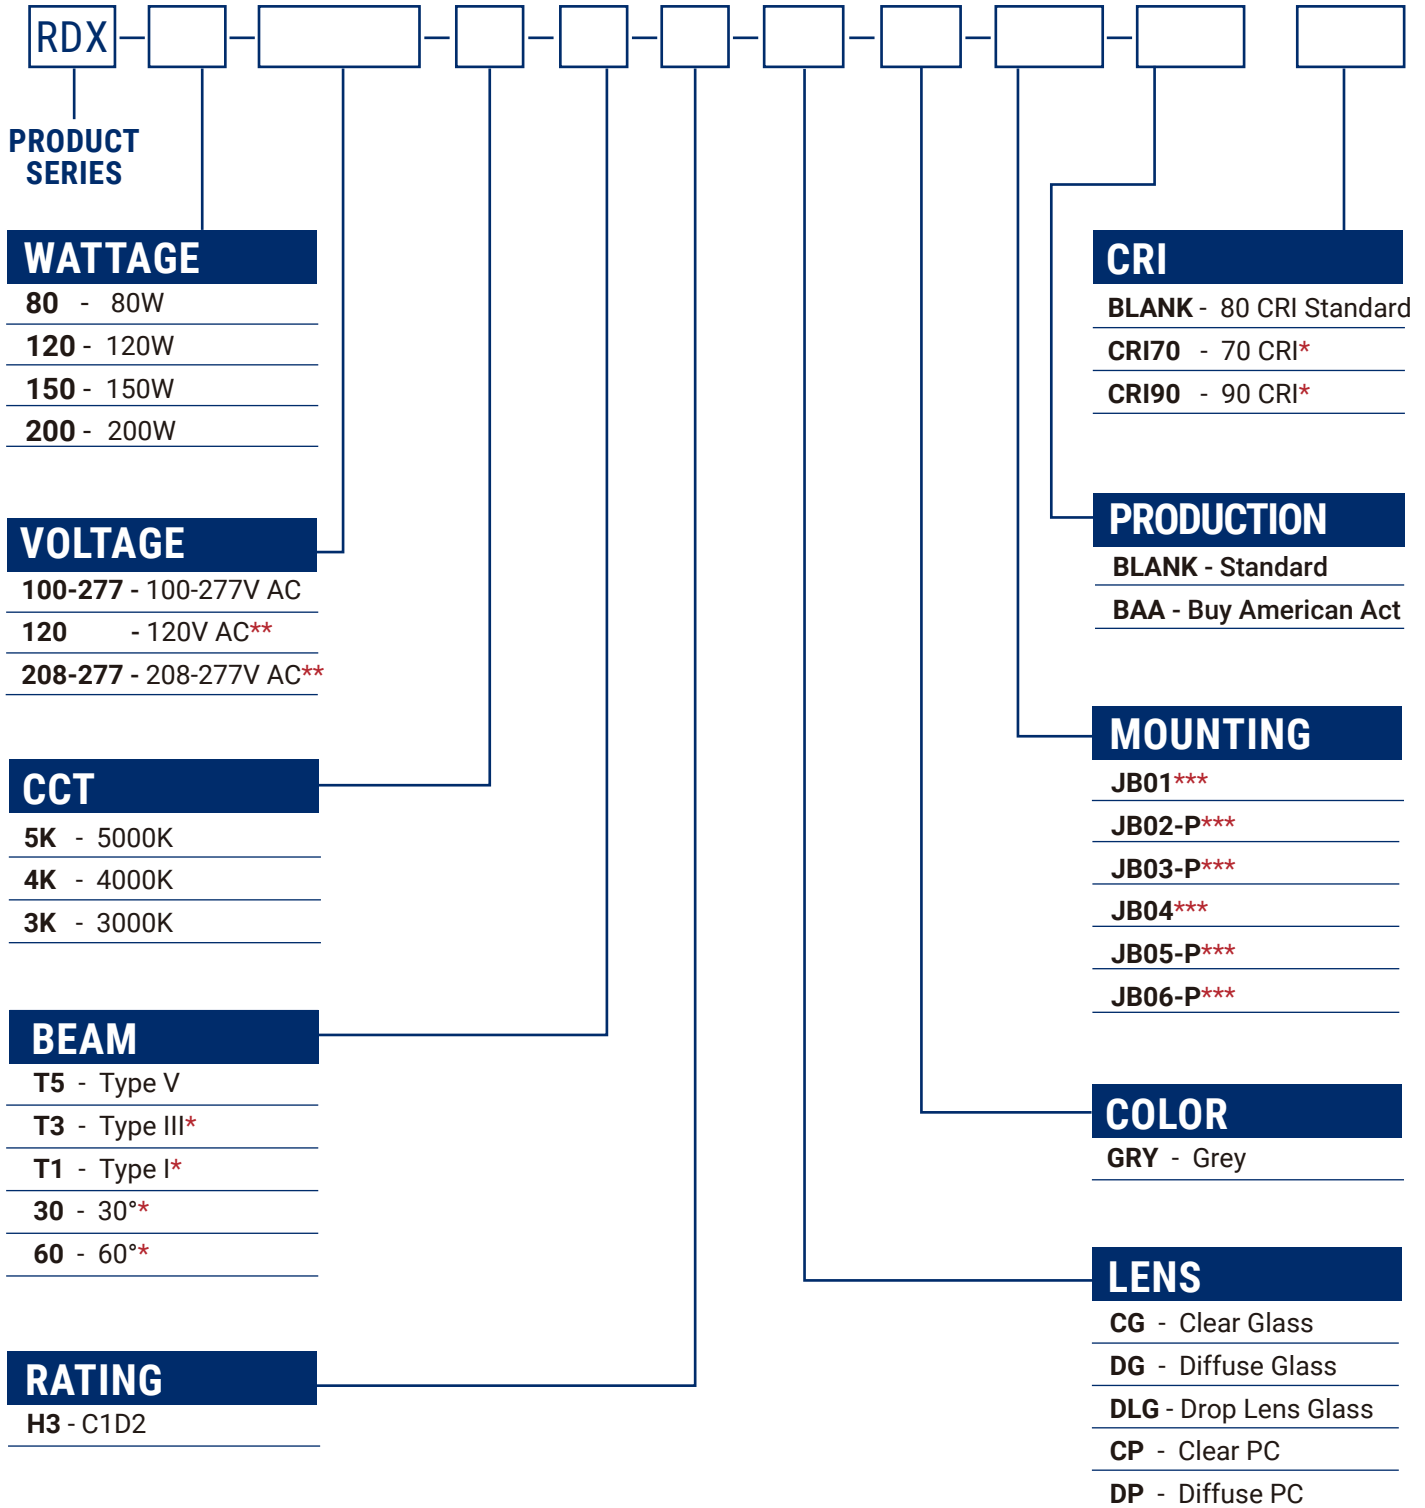 RDX
PRODUCT
SERIES
WATTAGE
80 - 80W
120 - 120W
150 - 150W
200 - 200W
VOLTAGE
100-277 - 100-277V AC
120 - 120V AC**
208-277 - 208-277V AC**
CCT
5K - 5000K
4K - 4000K
3K - 3000K
BEAM
T5 - Type V
T3 - Type III*
T1 - Type I*
30 - 30°*
60 - 60°*
RATING
H3 - C1D2
CRI
BLANK - 80 CRI Standard
CRI70 - 70 CRI*
CRI90 - 90 CRI*
PRODUCTION
BLANK - Standard
BAA - Buy American Act
MOUNTING
JB01***
JB02-P***
JB03-P***
JB04***
JB05-P***
JB06-P***
COLOR
GRY - Grey
LENS
CG - Clear Glass
DG - Diffuse Glass
DLG - Drop Lens Glass
CP - Clear PC
DP - Diffuse PC